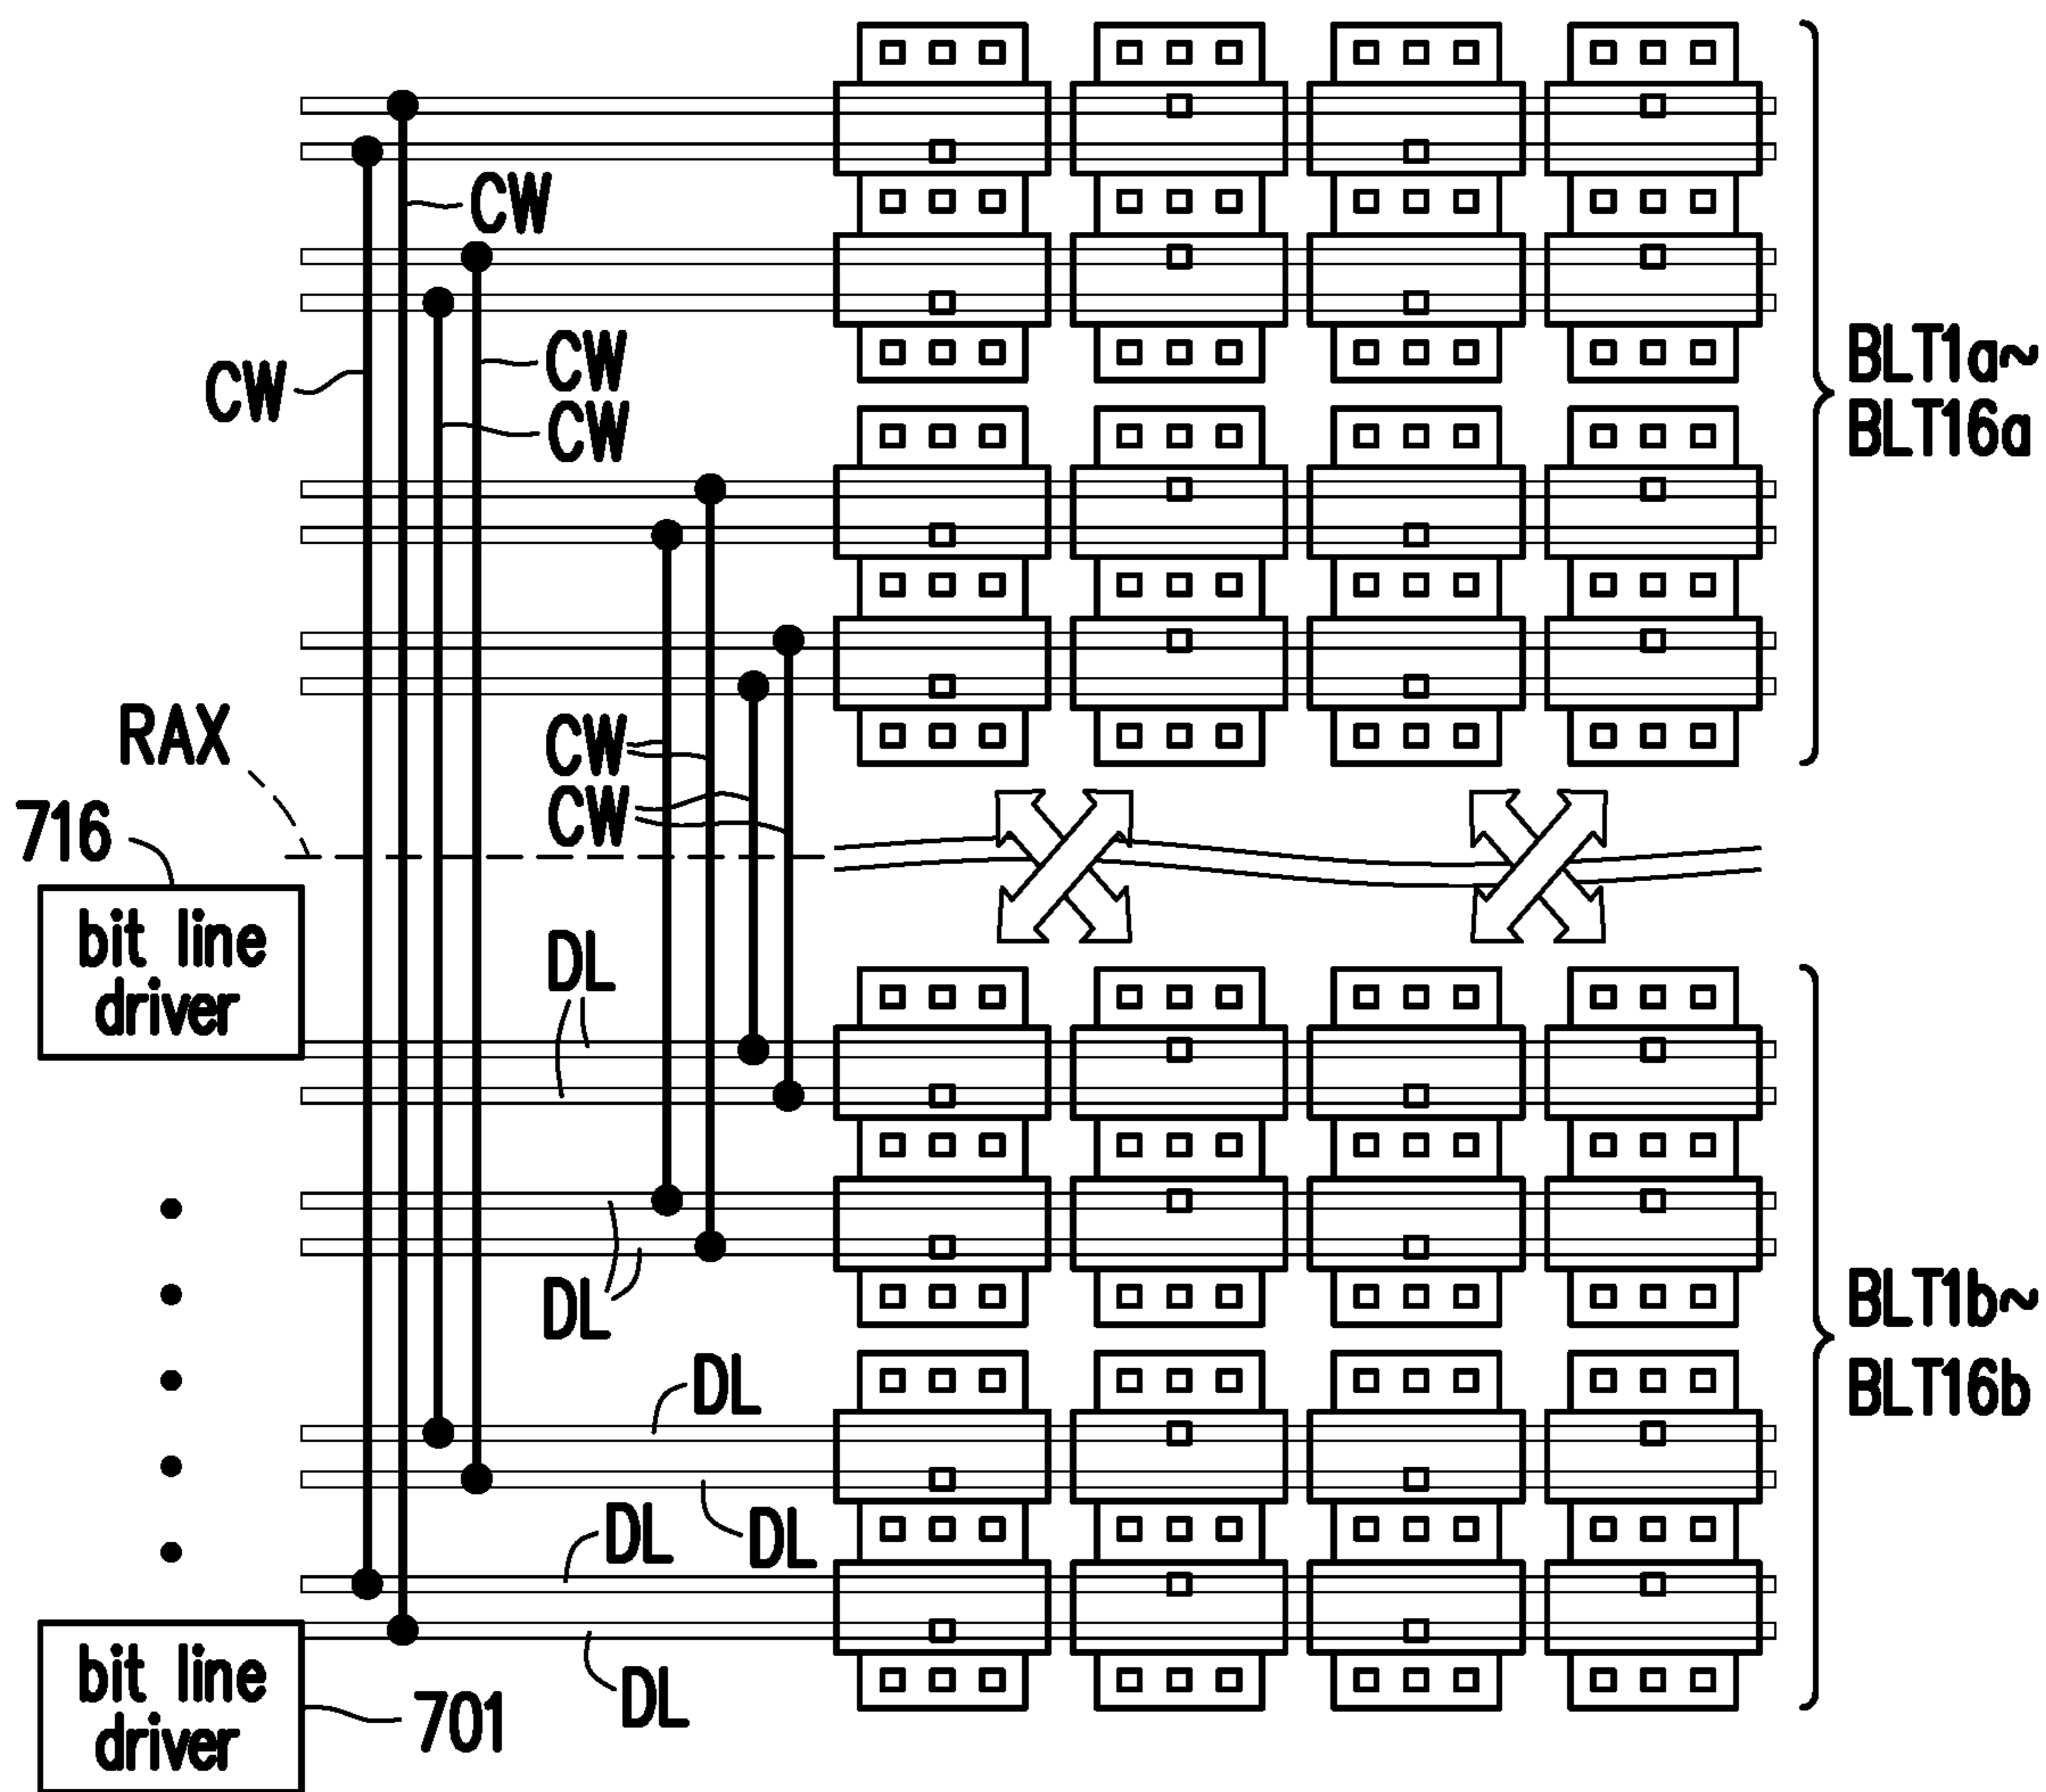 CW
CW
CW
CW
BLT1a~
BLT16a
RAX
CW
CW
716
bit line
driver
DL
DL
BLT1b~
BLT16b
DL
DL
DL
DL
bit line
driver
701